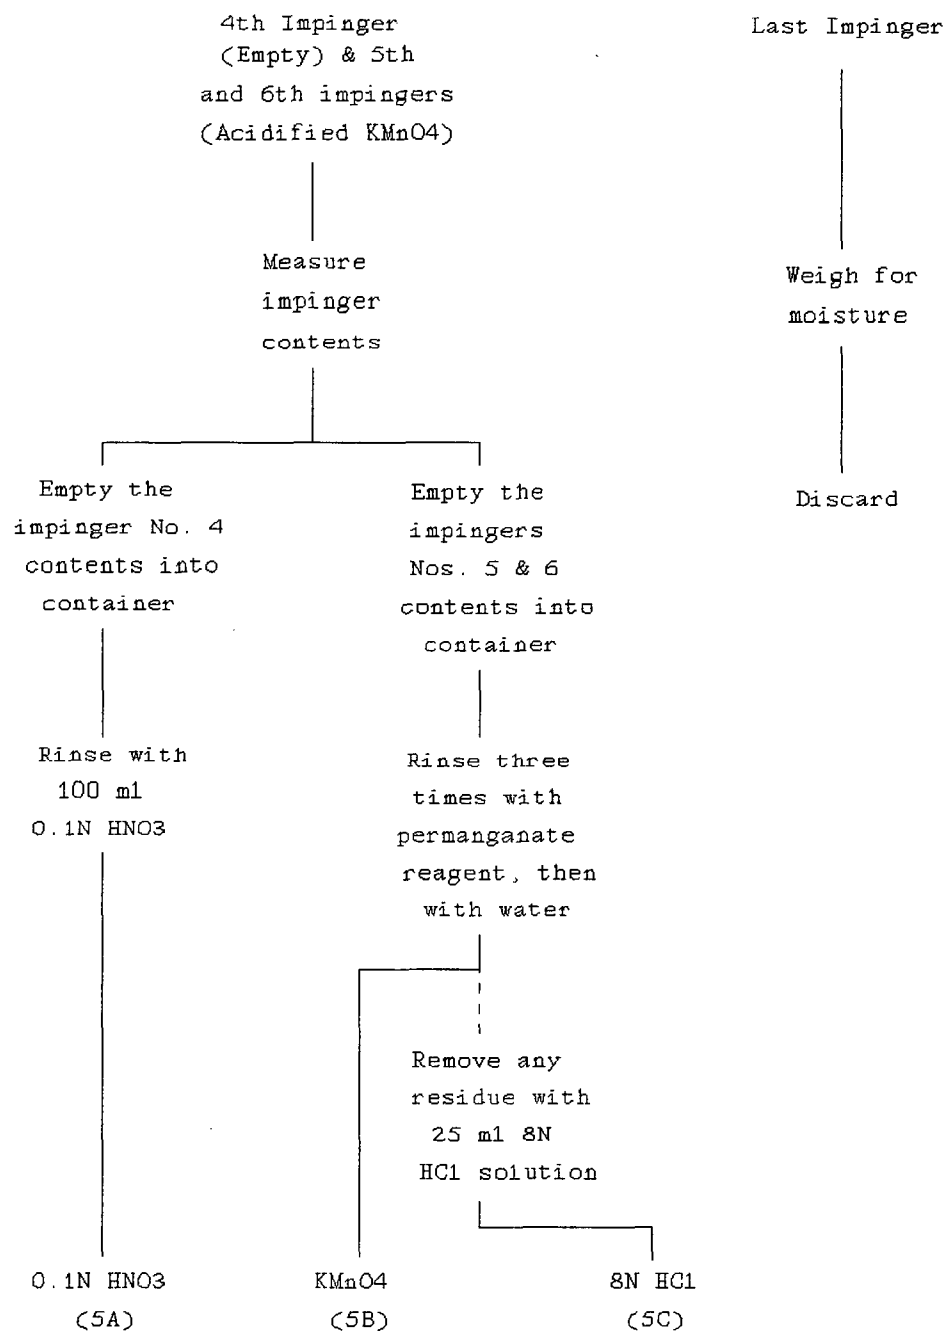 4th Impinger
(Empty) & 5th
and 6th impingers
(Acidified KMnO4)
Measure
impinger
contents
Empty the
impinger No. 4
contents into
container
Rinse with
100 ml
0.1N HNO3
Empty the
impingers
Nos. 5 & 6
contents into
container
Rinse three
times with
permanganate
reagent, then
with water
Remove any
residue with
25 ml 8N
HCl solution
0.1N HNO3
(5A)
KMnO4
(5B)
8N HCl
(5C)
Last Impinger
Weigh for
moisture
Discard